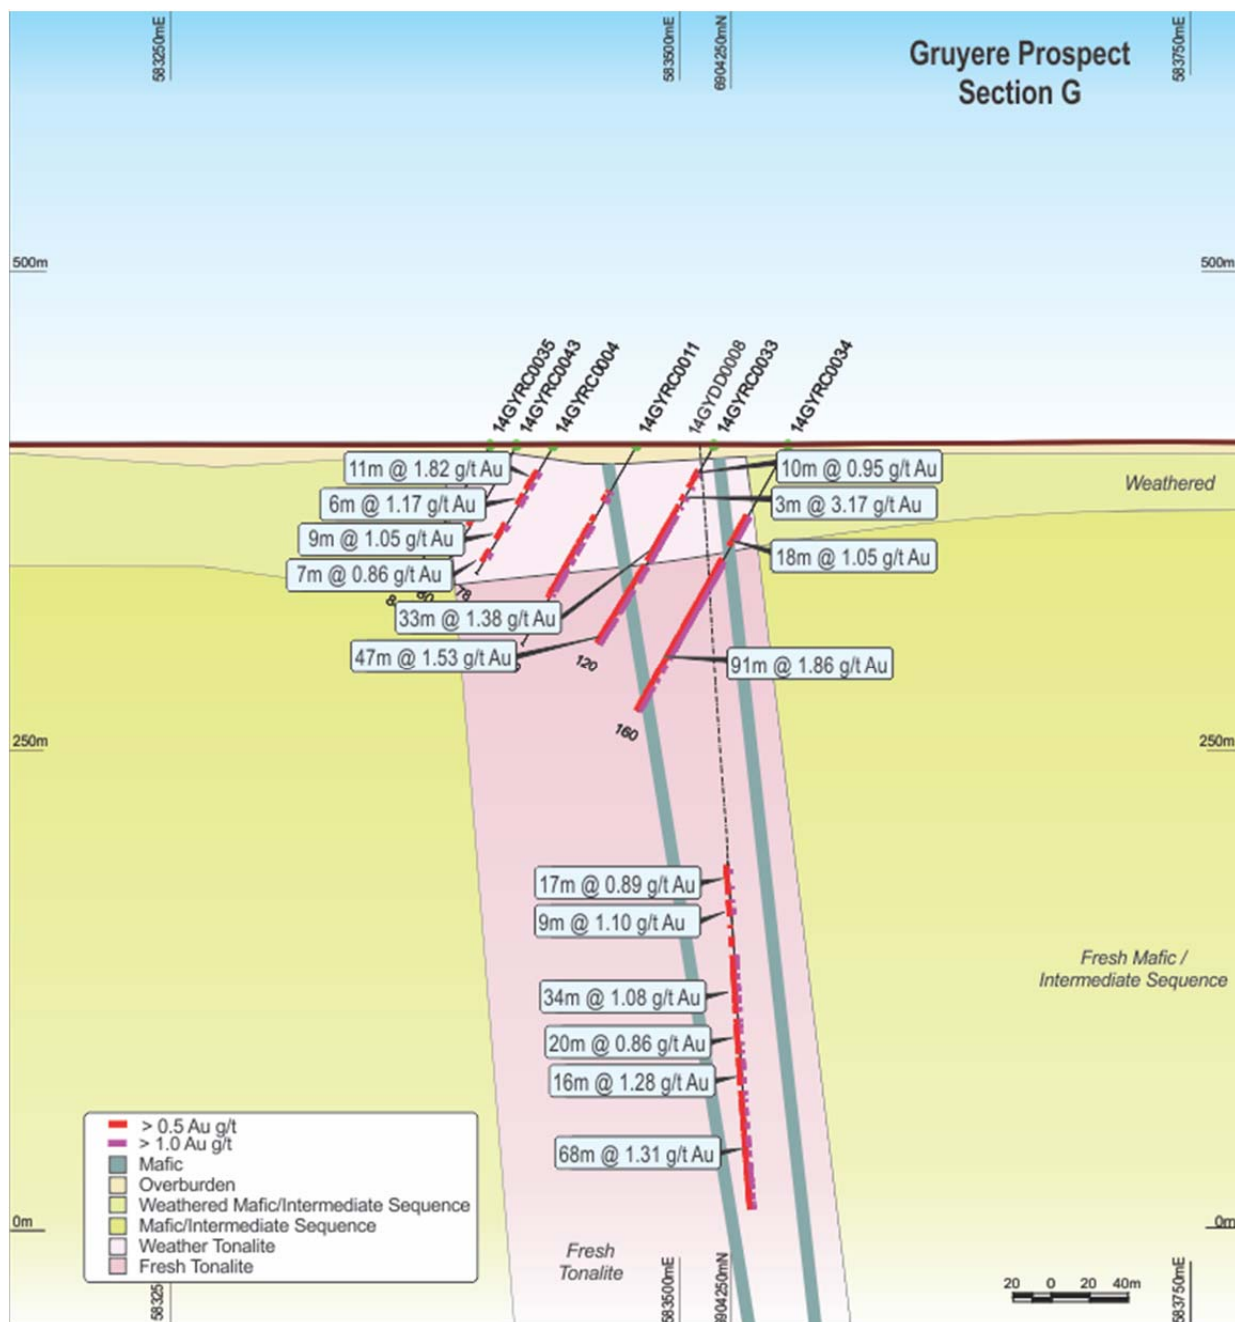 583250mE
583500mE
6904250mN
583750mE
Gruyere Prospect
Section G
500m
500m
14GYRC0035
14GYRC0043
14GYRC0004
14GYRC0011
14GYDD0008
14GYRC0033
14GYRC0034
11m @ 1.82 g/t Au
10m @ 0.95 g/t Au
6m @ 1.17 g/t Au
3m @ 3.17 g/t Au
Weathered
9m @ 1.05 g/t Au
18m @ 1.05 g/t Au
7m @ 0.86 g/t Au
78
33m @ 1.38 g/t Au
47m @ 1.53 g/t Au
120
91m @ 1.86 g/t Au
160
250m
250m
17m @ 0.89 g/t Au
9m @ 1.10 g/t Au
Fresh Mafic /
Intermediate Sequence
34m @ 1.08 g/t Au
20m @ 0.86 g/t Au
16m @ 1.28 g/t Au
68m @ 1.31 g/t Au
> 0.5 Au g/t
> 1.0 Au g/t
Mafic
Overburden
Weathered Mafic/Intermediate Sequence
Mafic/Intermediate Sequence
Weather Tonalite
Fresh Tonalite
0m
0m
Fresh
Tonalite
20 0 20 40m
58325
583500mE
6904250mN
583750mE